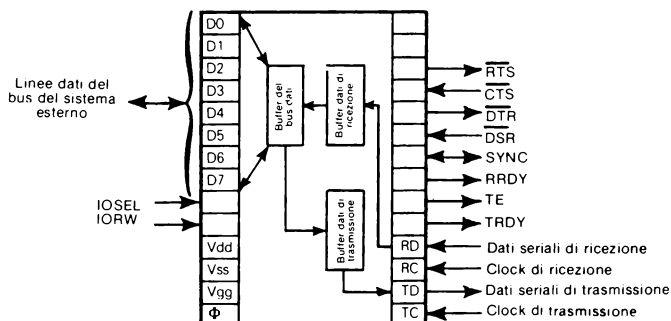 D0
D1
D2
D3
D4
D5
D6
D7
Vdd
Vss
Vgg
Φ
Linee dati del
bus del sistema
esterno
IOSEL
IORW
Buffer del
bus dati
Buffer dati di
ricezione
Buffer dati di
trasmissione
RD
RC
TD
TC
RTS
CTS
DTR
DSR
SYNC
RRDY
TE
TRDY
Dati seriali di ricezione
Clock di ricezione
Dati seriali di trasmissione
Clock di trasmissione